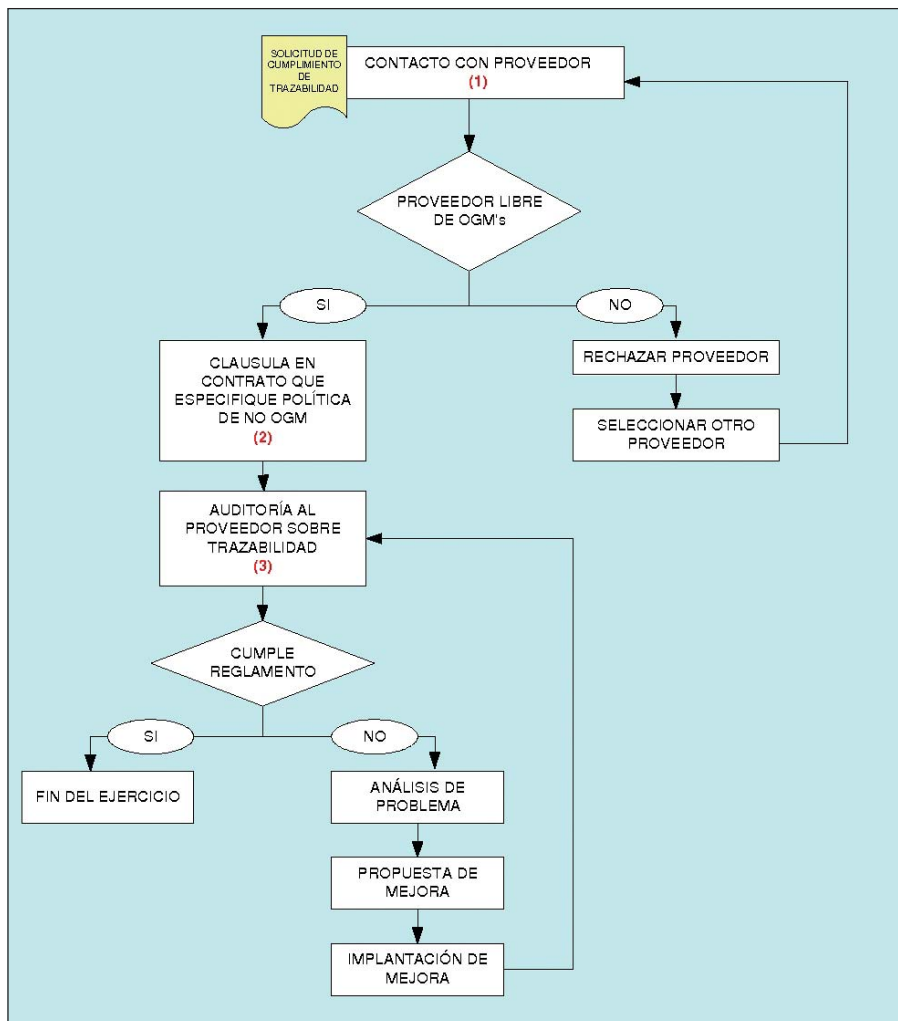 SOLICITUD DE
CUMPLIMIENTO
DE
TRAZABILIDAD
CONTACTO CON PROVEEDOR
(1)
PROVEEDOR LIBRE
DE OGM's
SI
NO
CLAUSULA EN
CONTRATO QUE
ESPECIFIQUE POLÍTICA
DE NO OGM
(2)
RECHAZAR PROVEEDOR
SELECCIONAR OTRO
PROVEEDOR
AUDITORÍA AL
PROVEEDOR SOBRE
TRAZABILIDAD
(3)
CUMPLE
REGLAMENTO
SI
NO
FIN DEL EJERCICIO
ANÁLISIS DE
PROBLEMA
PROPUESTA DE
MEJORA
IMPLANTACIÓN DE
MEJORA